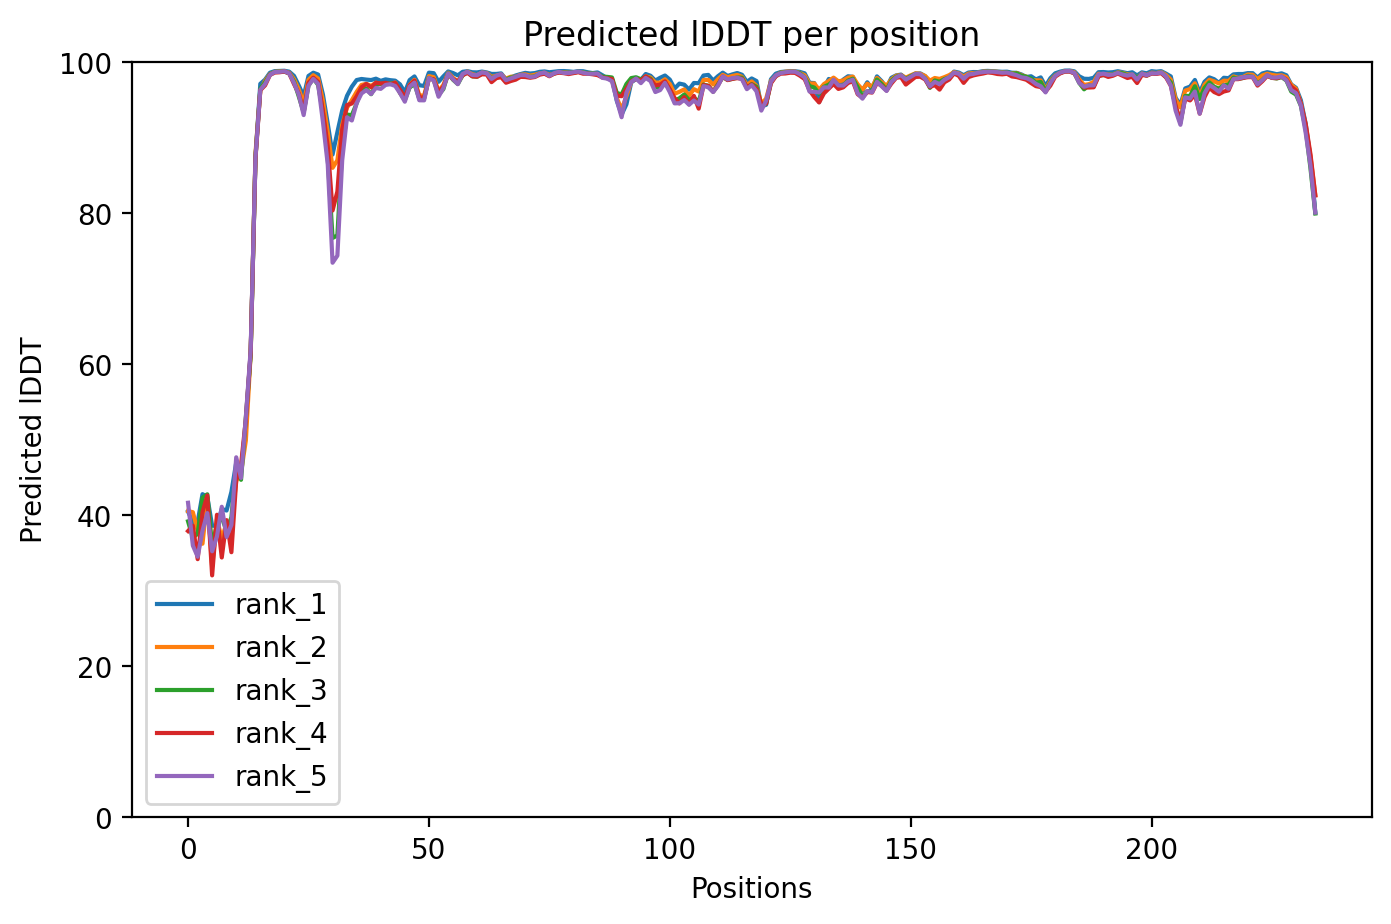 Predicted lDDT per position
100
80
60
40
20
0
Predicted lDDT
rank_1
rank_2
rank_3
rank_4
rank_5
0 50 100 150 200
Positions